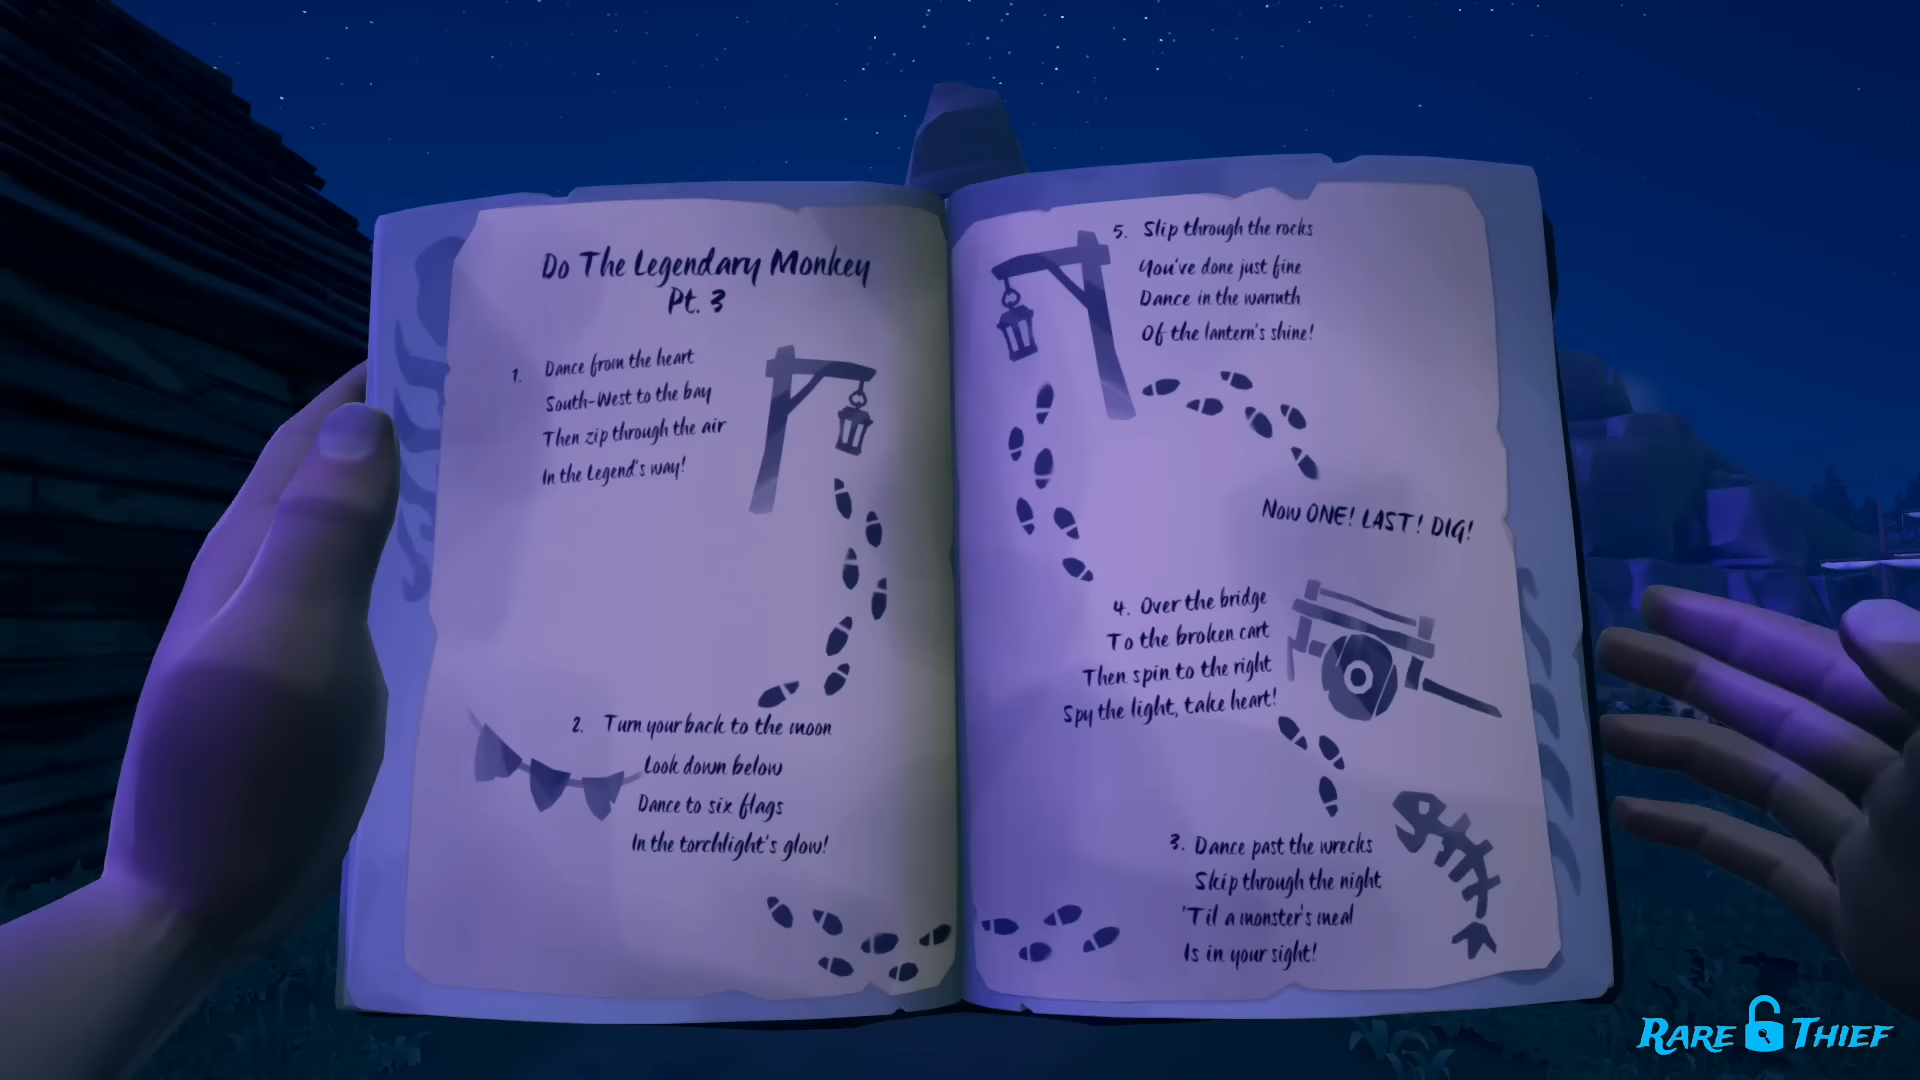 Do The Legendary Monkey
Pt. 3
1. Dance from the heart
South-West to the bay
Then zip through the air
In the Legend's way!
2. Turn your back to the moon
Look down below
Dance to six flags
In the torchlight's glow!
3. Dance past the wrecks
Skip through the night
'Til a monster's meal
Is in your sight!
4. Over the bridge
To the broken cart
Then spin to the right
Spy the light, take heart!
5. Slip through the rocks
You've done just fine
Dance in the warmth
Of the lantern's shine!
Now ONE! LAST! DIG!
RARE THIEF